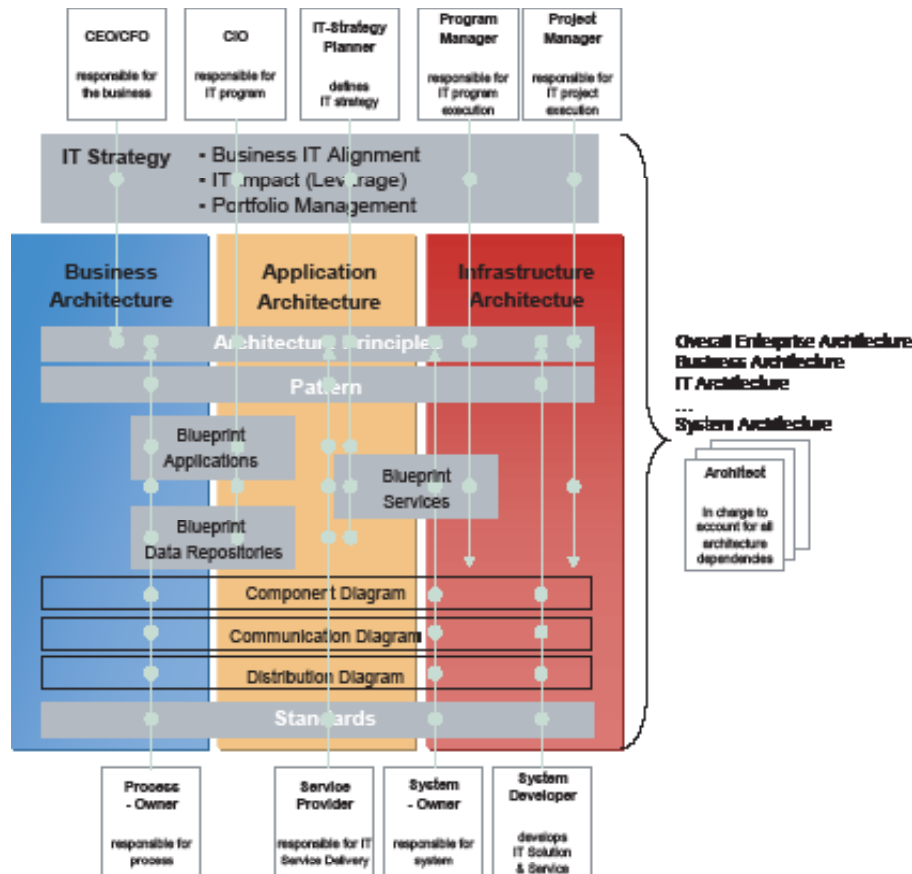 CEO/CFO
responsible for
the business
CIO
responsible for
IT program
IT-Strategy
Planner
defines
IT strategy
Program
Manager
responsible for
IT program
execution
Project
Manager
responsible for
IT project
execution
IT Strategy
- Business IT Alignment
- IT Impact (Leverage)
- Portfolio Management
Business
Architecture
Application
Architecture
Infrastructure
Architectue
Architecture Principles
Pattern
Blueprint
Applications
Blueprint
Services
Blueprint
Data Repositories
Component Diagram
Communication Diagram
Distribution Diagram
Standards
Overall Enterprise Architecture
Business Architecture
IT Architecture
...
System Architecture
Architect
In charge to
account for all
architecture
dependencies
Process
- Owner
responsible for
process
Service
Provider
responsible for IT
Service Delivery
System
- Owner
responsible for
system
System
Developer
develops
IT Solution
& Service